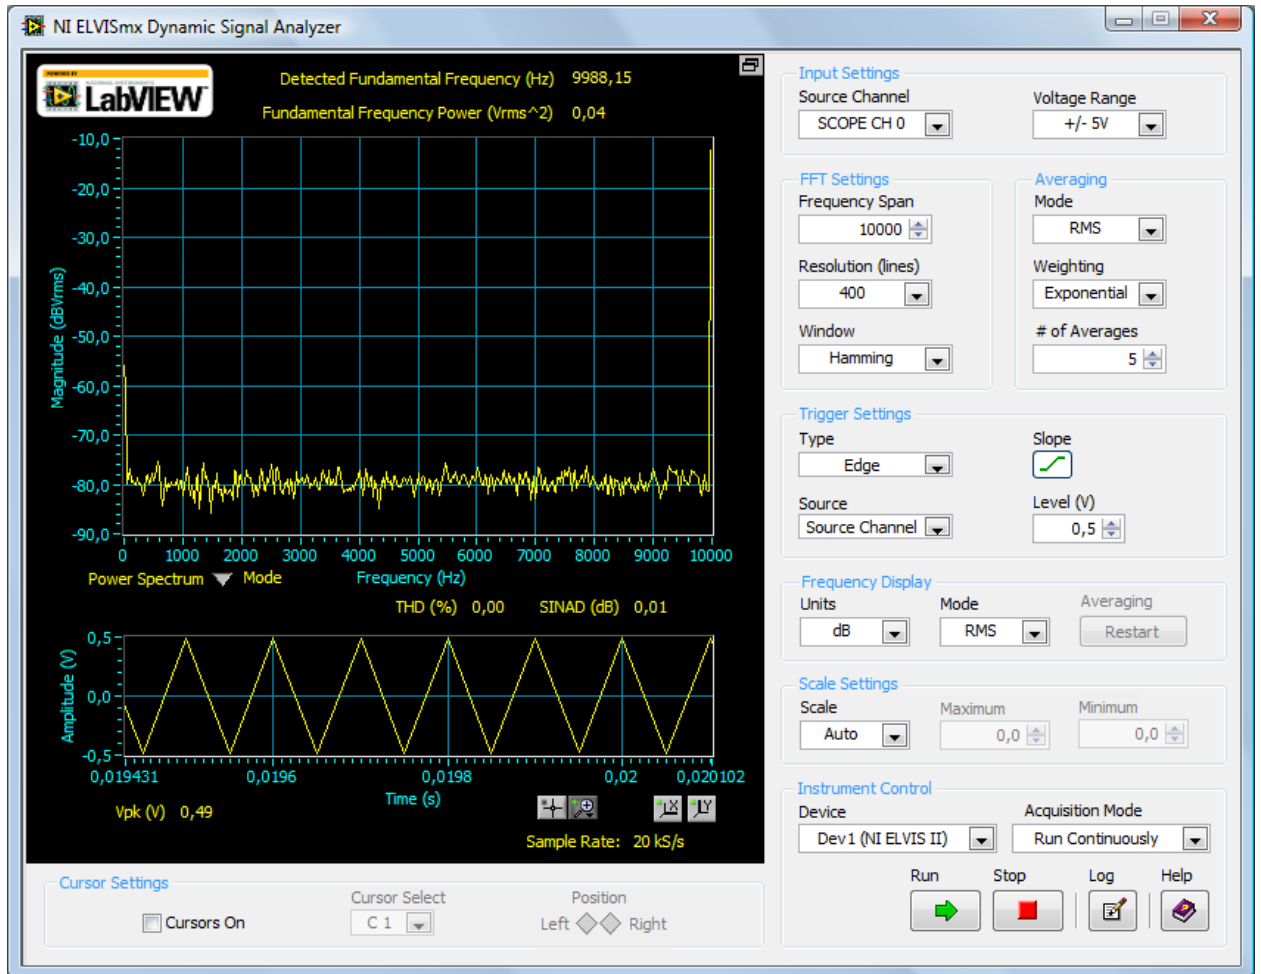 NI ELVISmx Dynamic Signal Analyzer
POWERED BY
NATIONAL INSTRUMENTS
LabVIEW
Detected Fundamental Frequency (Hz) 9988,15
Fundamental Frequency Power (Vrms^2) 0,04
Magnitude (dBVrms)
-10,0
-20,0
-30,0
-40,0
-50,0
-60,0
-70,0
-80,0
-90,0
0 1000 2000 3000 4000 5000 6000 7000 8000 9000 10000
Power Spectrum Mode Frequency (Hz)
THD (%) 0,00 SINAD (dB) 0,01
Amplitude (V)
0,5
0,0
-0,5
0,019431 0,0196 0,0198 0,02 0,020102
Time (s)
Vpk (V) 0,49
X Y
Sample Rate: 20 kS/s
Cursor Settings
Cursors On
Cursor Select
C 1
Position
Left Right
Input Settings
Source Channel Voltage Range
SCOPE CH 0 +/- 5V
FFT Settings
Frequency Span
10000
Resolution (lines)
400
Window
Hamming
Averaging
Mode
RMS
Weighting
Exponential
# of Averages
5
Trigger Settings
Type Slope
Edge
Source Level (V)
Source Channel 0,5
Frequency Display
Units Mode Averaging
dB RMS Restart
Scale Settings
Scale Maximum Minimum
Auto 0,0 0,0
Instrument Control
Device Acquisition Mode
Dev1 (NI ELVIS II) Run Continuously
Run Stop Log Help